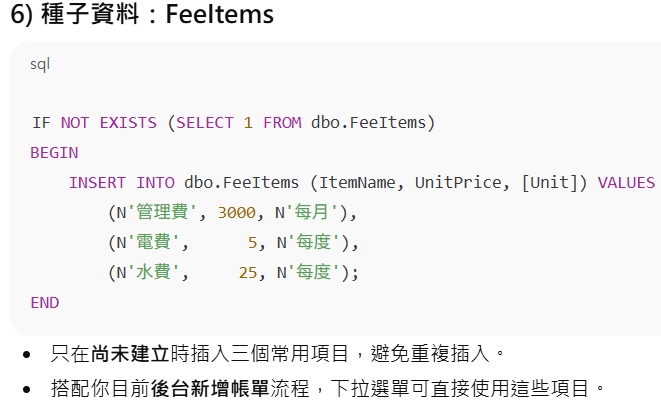 6) 種子資料：FeeItems
sql
IF NOT EXISTS (SELECT 1 FROM dbo.FeeItems)
BEGIN
    INSERT INTO dbo.FeeItems (ItemName, UnitPrice, [Unit]) VALUES
        (N'管理費', 3000, N'每月'),
        (N'電費',      5, N'每度'),
        (N'水費',     25, N'每度');
END
• 只在尚未建立時插入三個常用項目，避免重複插入。
• 搭配你目前後台新增帳單流程，下拉選單可直接使用這些項目。